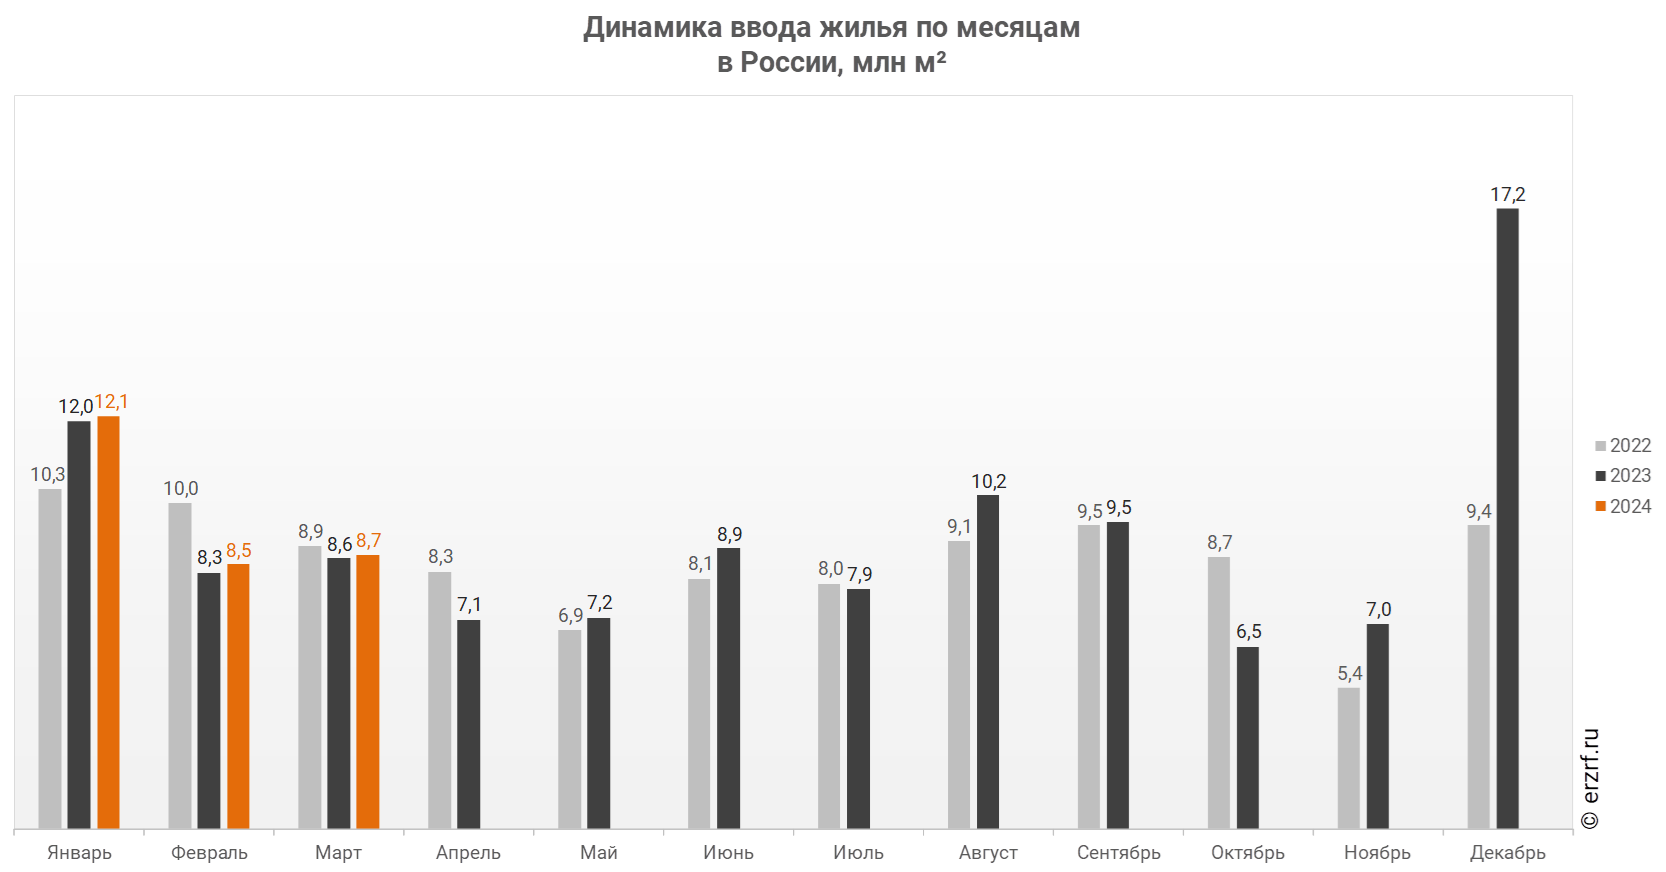 Динамика ввода жилья по месяцам
в России, млн м²
10,3
12,0
12,1
10,0
8,3
8,5
8,9
8,6
8,7
8,3
7,1
6,9
7,2
8,1
8,9
8,0
7,9
9,1
10,2
9,5
9,5
8,7
6,5
5,4
7,0
9,4
17,2
2022
2023
2024
© erzrf.ru
Январь
Февраль
Март
Апрель
Май
Июнь
Июль
Август
Сентябрь
Октябрь
Ноябрь
Декабрь